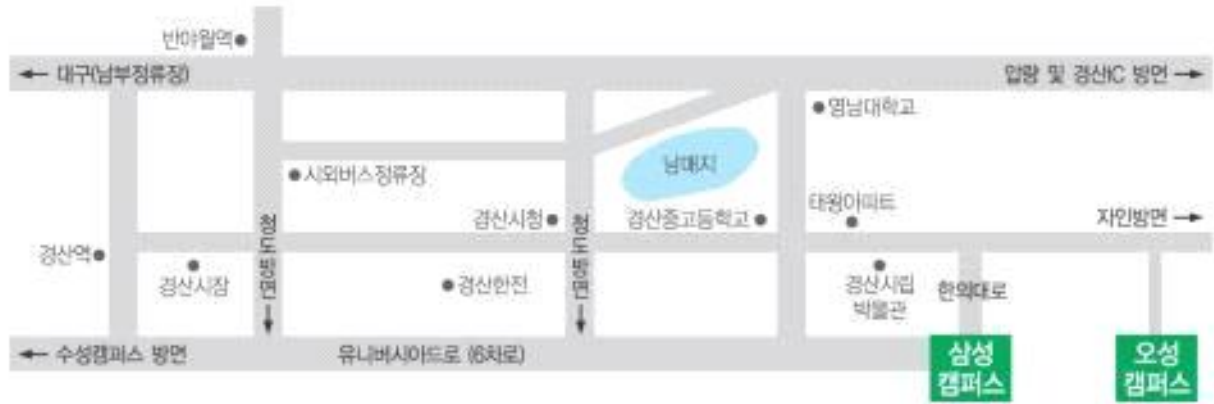 반야월역
← 대구(남부정류장)
압량 및 경산IC 방면 →
영남대학교
남매지
시외버스정류장
태왕아파트
경산시청
경산중고등학교
자인방면 →
청도방면
청도방면
경산역
경산시장
경산한전
경산시립
박물관
한의대로
← 수성캠퍼스 방면
유니버시아드로 (6차로)
삼성
캠퍼스
오성
캠퍼스